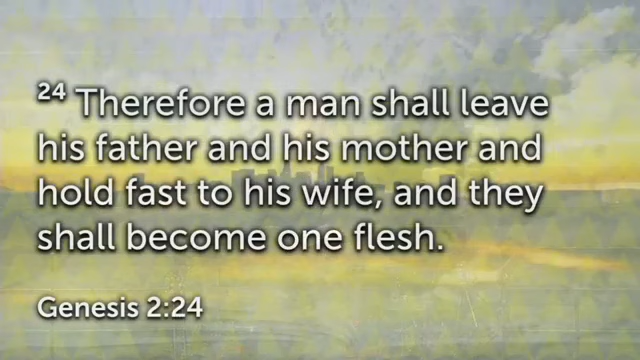 24 Therefore a man shall leave
his father and his mother and
hold fast to his wife, and they
shall become one flesh.
Genesis 2:24